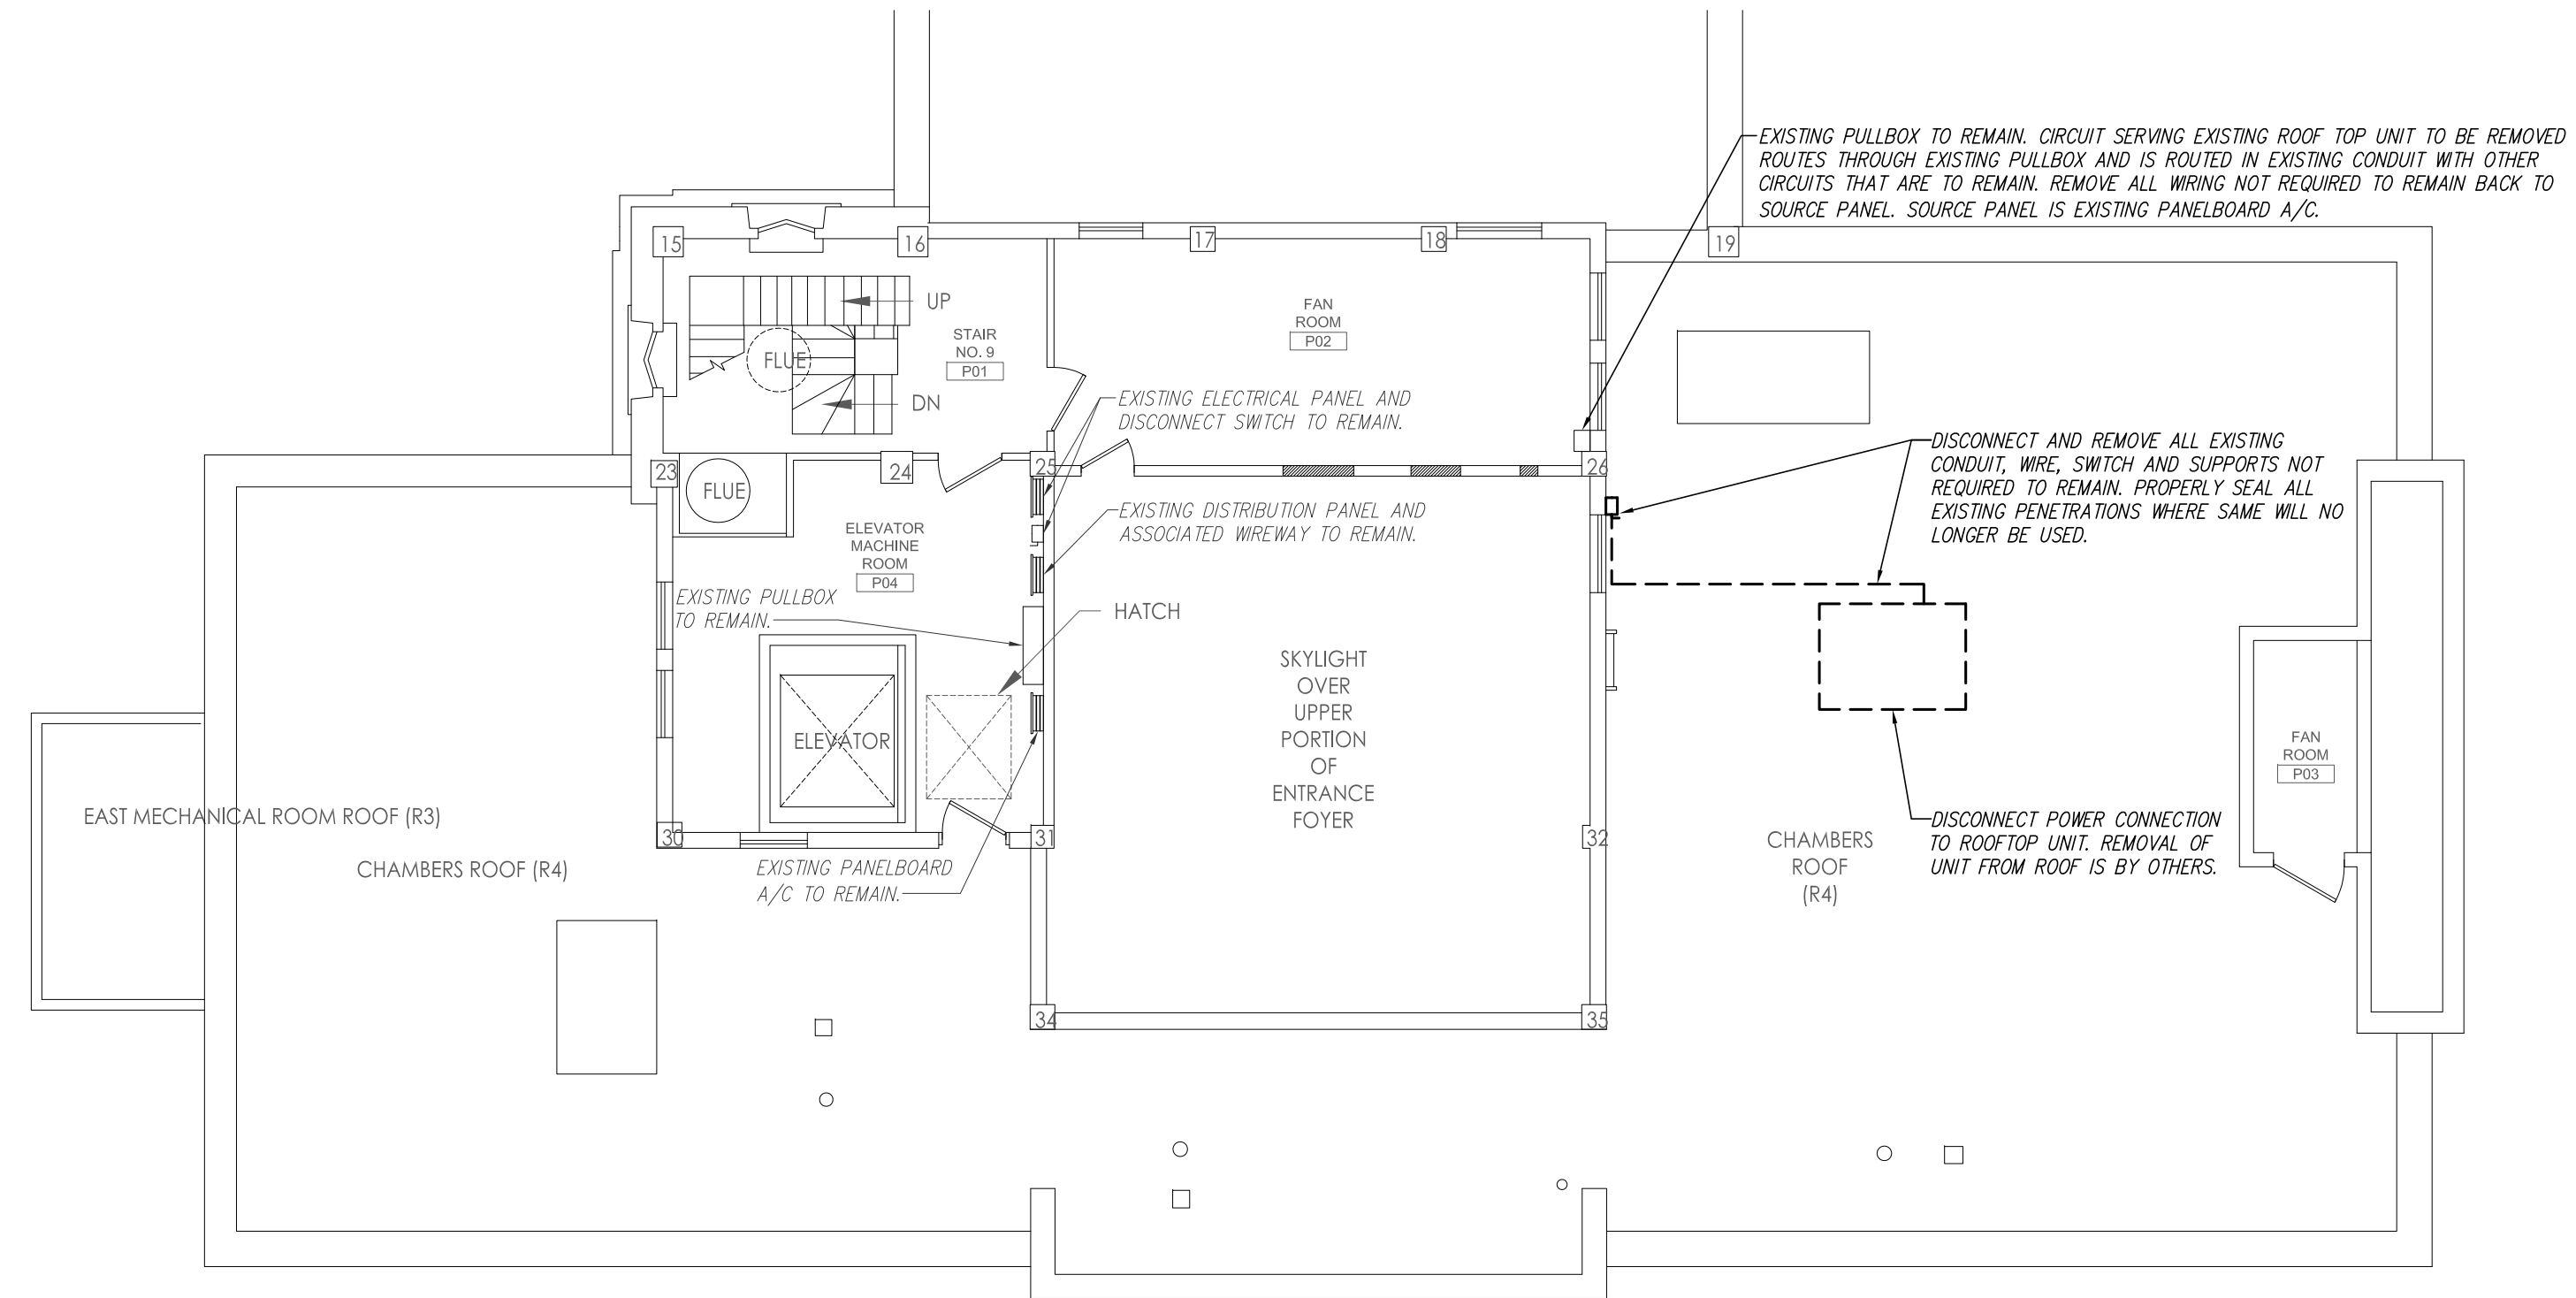 EXISTING PULLBOX TO REMAIN. CIRCUIT SERVING EXISTING ROOF TOP UNIT TO BE REMOVED
ROUTES THROUGH EXISTING PULLBOX AND IS ROUTED IN EXISTING CONDUIT WITH OTHER
CIRCUITS THAT ARE TO REMAIN. REMOVE ALL WIRING NOT REQUIRED TO REMAIN BACK TO
SOURCE PANEL. SOURCE PANEL IS EXISTING PANELBOARD A/C.
15
16
17
18
19
UP
FLUE
DN
STAIR
NO. 9
P01
FAN
ROOM
P02
EXISTING ELECTRICAL PANEL AND
DISCONNECT SWITCH TO REMAIN.
DISCONNECT AND REMOVE ALL EXISTING
CONDUIT, WIRE, SWITCH AND SUPPORTS NOT
REQUIRED TO REMAIN. PROPERLY SEAL ALL
EXISTING PENETRATIONS WHERE SAME WILL NO
LONGER BE USED.
23
24
25
26
FLUE
ELEVATOR
MACHINE
ROOM
P04
EXISTING DISTRIBUTION PANEL AND
ASSOCIATED WIREWAY TO REMAIN.
EXISTING PULLBOX
TO REMAIN.
HATCH
ELEVATOR
SKYLIGHT
OVER
UPPER
PORTION
OF
ENTRANCE
FOYER
FAN
ROOM
P03
EAST MECHANICAL ROOM ROOF (R3)
CHAMBERS ROOF (R4)
30
31
32
EXISTING PANELBOARD
A/C TO REMAIN.
CHAMBERS
ROOF
(R4)
DISCONNECT POWER CONNECTION
TO ROOFTOP UNIT. REMOVAL OF
UNIT FROM ROOF IS BY OTHERS.
34
35